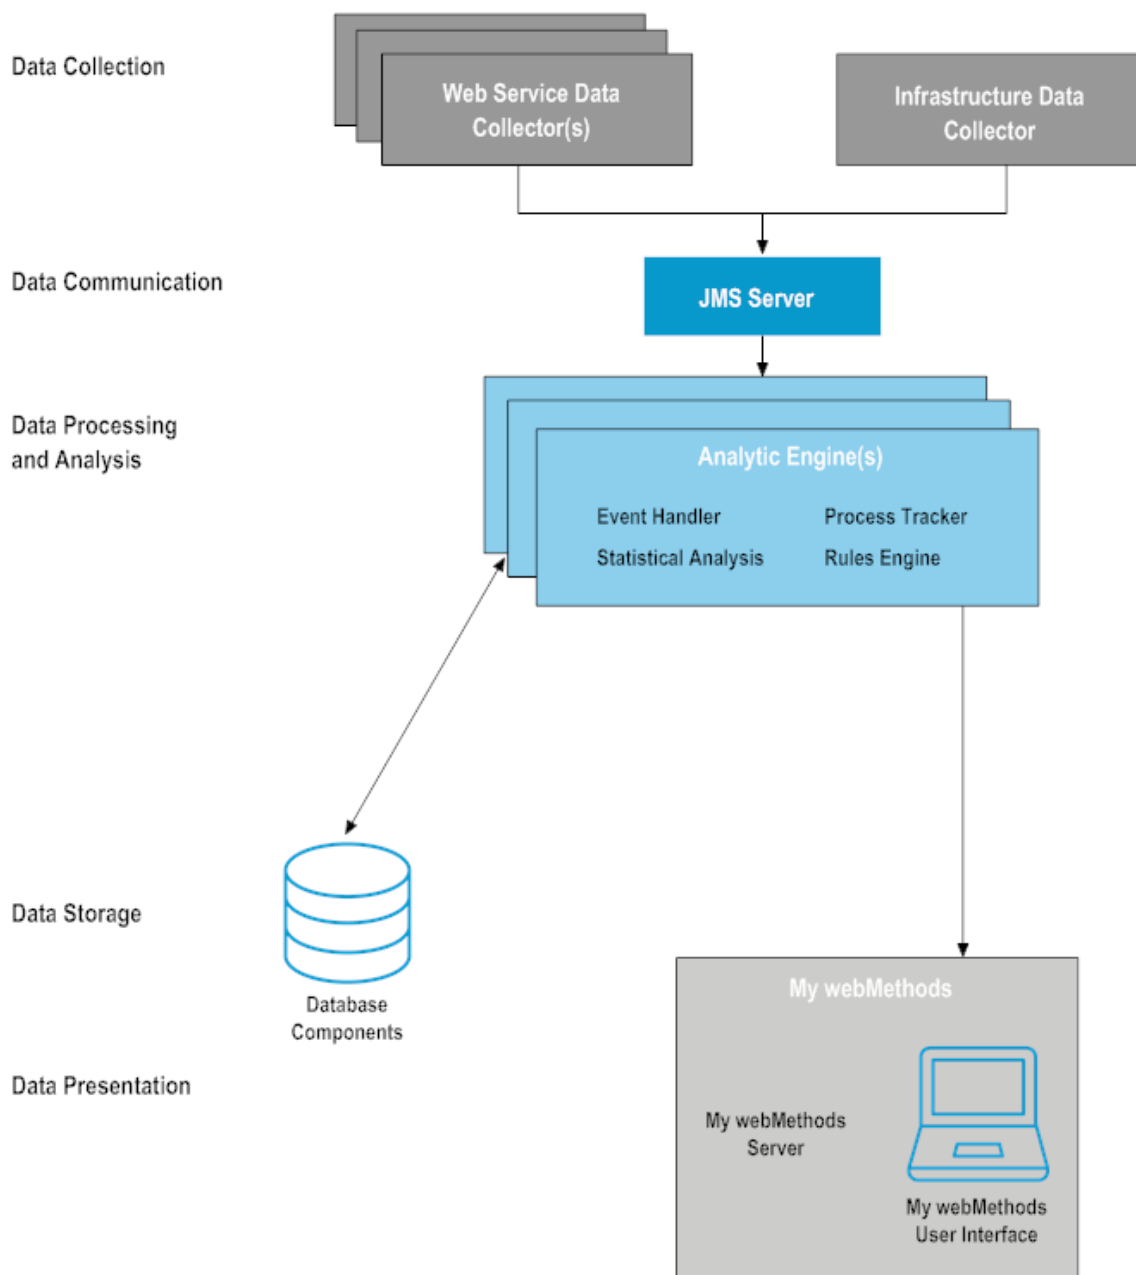 Data Collection
Web Service Data
Collector(s)
Infrastructure Data
Collector
Data Communication
JMS Server
Data Processing
and Analysis
Analytic Engine(s)
Event Handler
Process Tracker
Statistical Analysis
Rules Engine
Data Storage
Database
Components
My webMethods
Data Presentation
My webMethods
Server
My webMethods
User Interface